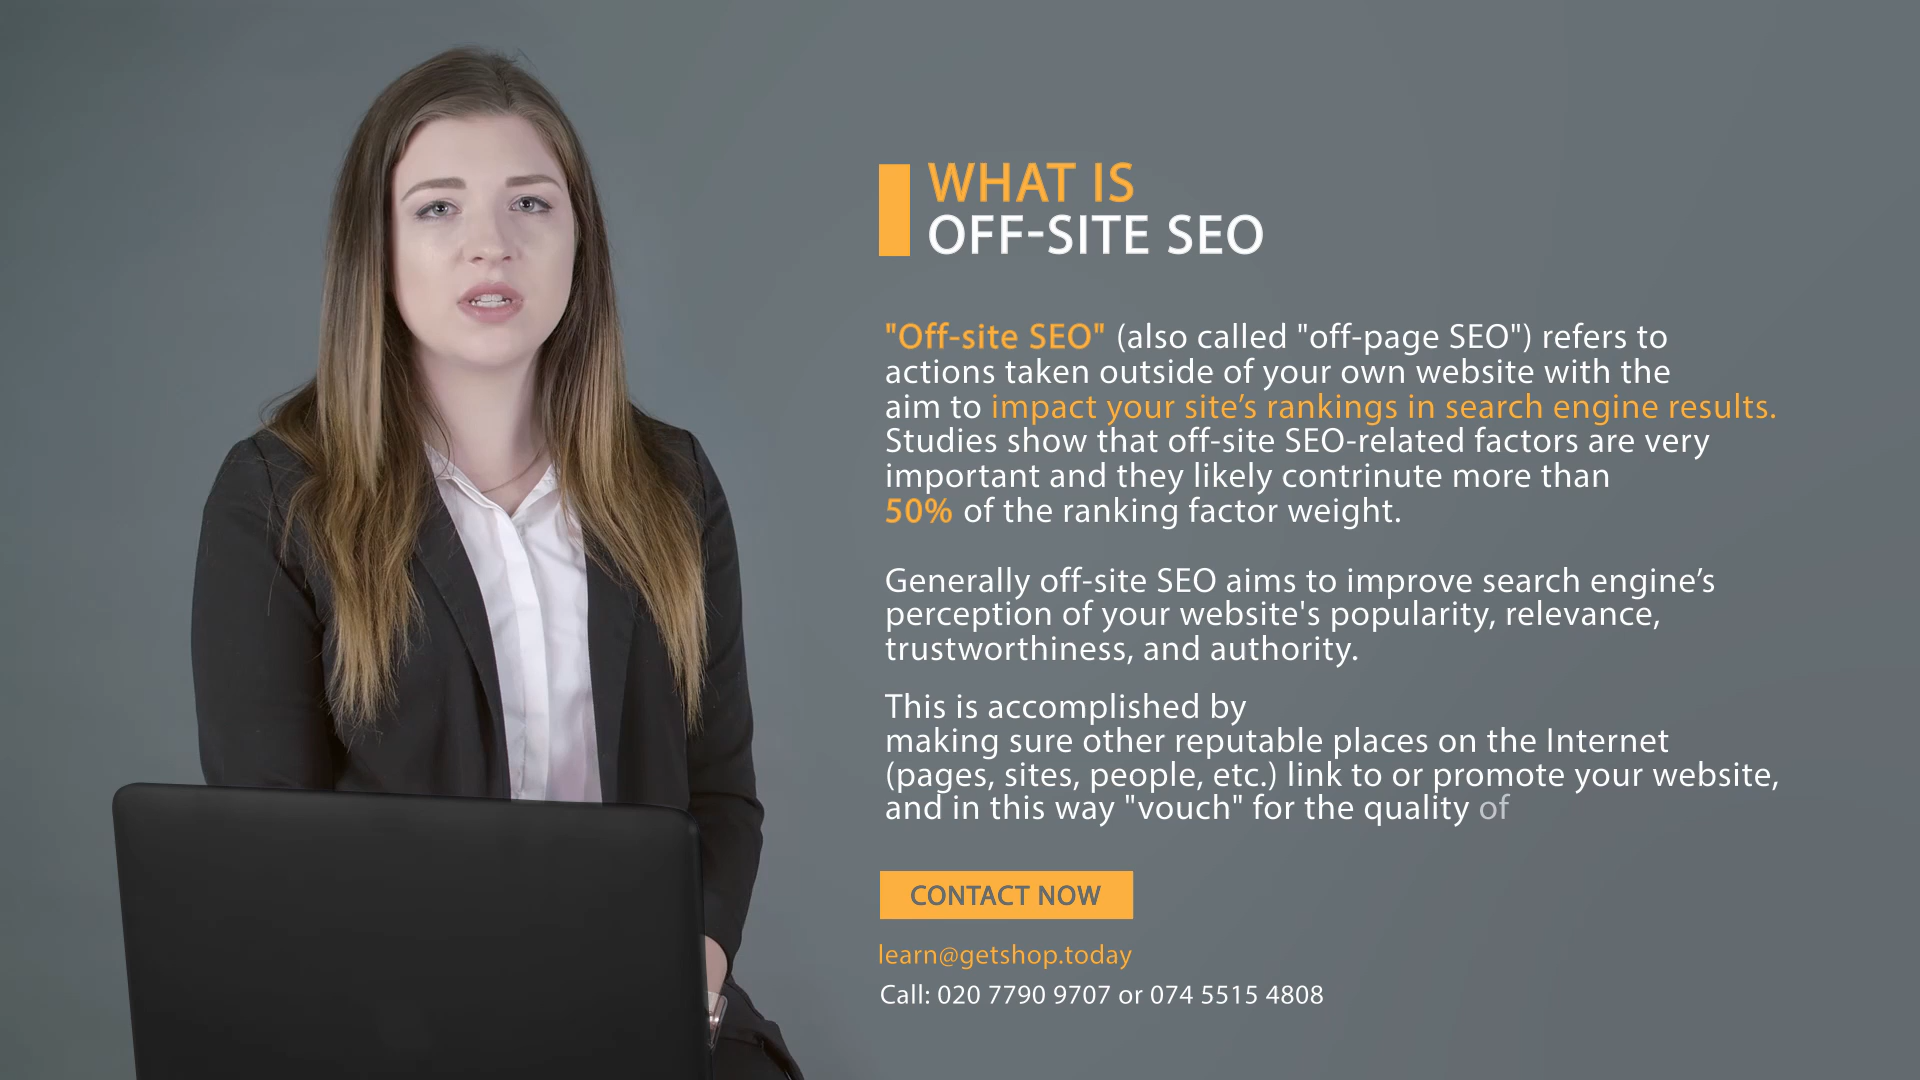 WHAT IS
OFF-SITE SEO
"Off-site SEO" (also called "off-page SEO") refers to
actions taken outside of your own website with the
aim to impact your site’s rankings in search engine results.
Studies show that off-site SEO-related factors are very
important and they likely contrinute more than
50% of the ranking factor weight.
Generally off-site SEO aims to improve search engine’s
perception of your website's popularity, relevance,
trustworthiness, and authority.
This is accomplished by
making sure other reputable places on the Internet
(pages, sites, people, etc.) link to or promote your website,
and in this way "vouch" for the quality of
CONTACT NOW
learn@getshop.today
Call: 020 7790 9707 or 074 5515 4808